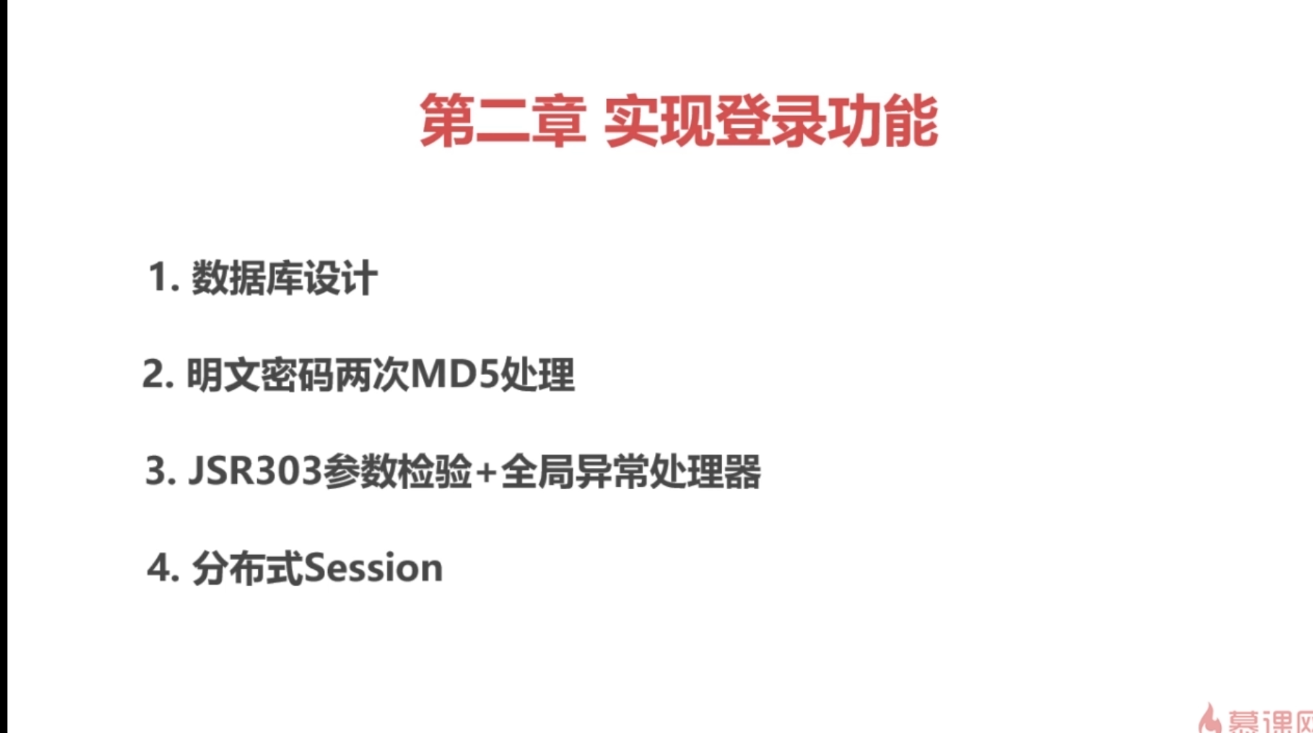 第二章 实现登录功能
1. 数据库设计
2. 明文密码两次MD5处理
3. JSR303参数检验+全局异常处理器
4. 分布式Session
慕课网